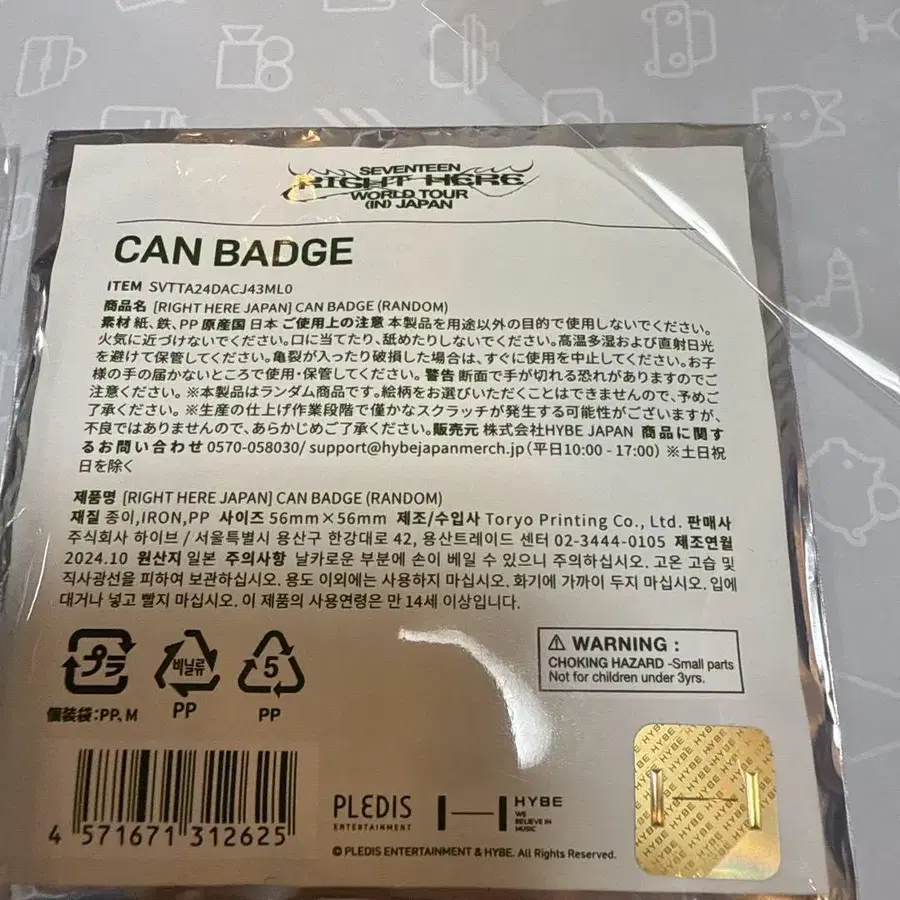 SEVENTEEN
RIGHT HERE
WORLD TOUR
(IN) JAPAN
CAN BADGE
ITEM SVTTA24DACJ43ML0
商品名 [RIGHT HERE JAPAN] CAN BADGE (RANDOM)
素材 紙、鉄、PP 原産国 日本 ご使用上の注意 本製品を用途以外の目的で使用しないでください。
火気に近づけないでください。口に当てたり、舐めたりしないでください。高温多湿および直射日光
を避けて保管してください。亀裂が入ったり破損した場合は、すぐに使用を中止してください。お子
様の手の届かないところで使用・保管してください。警告 断面で手が切れる恐れがありますのでご
注意ください。※本製品はランダム商品です。絵柄をお選びいただくことはできませんので、予めご
了承ください。※生産の仕上げ作業段階で僅かなスクラッチが発生する可能性がございますが、
不良ではありませんので、あらかじめご了承ください。販売元 株式会社HYBE JAPAN 商品に関す
るお問い合わせ 0570-058030/ support@hybejapanmerch.jp (平日10:00 - 17:00) ※土日祝
日を除く
제품명 [RIGHT HERE JAPAN] CAN BADGE (RANDOM)
재질 종이,IRON,PP 사이즈 56mm×56mm 제조/수입사 Toryo Printing Co., Ltd. 판매사
주식회사 하이브 / 서울특별시 용산구 한강대로 42, 용산트레이드 센터 02-3444-0105 제조연월
2024.10 원산지 일본 주의사항 날카로운 부분에 손이 베일 수 있으니 주의하십시오. 고온 고습 및
직사광선을 피하여 보관하십시오. 용도 이외에는 사용하지 마십시오. 화기에 가까이 두지 마십시오. 입에
대거나 넣고 빨지 마십시오. 이 제품의 사용연령은 만 14세 이상입니다.
プラ
個装袋:PP, M
비닐류
PP
5
PP
⚠ WARNING :
CHOKING HAZARD -Small parts
Not for children under 3yrs.
4 571671 312625
PLEDIS
ENTERTAINMENT
HYBE
WE
BELIEVE IN
MUSIC
© PLEDIS ENTERTAINMENT & HYBE. All Rights Reserved.
HYBE HYBE HYBE